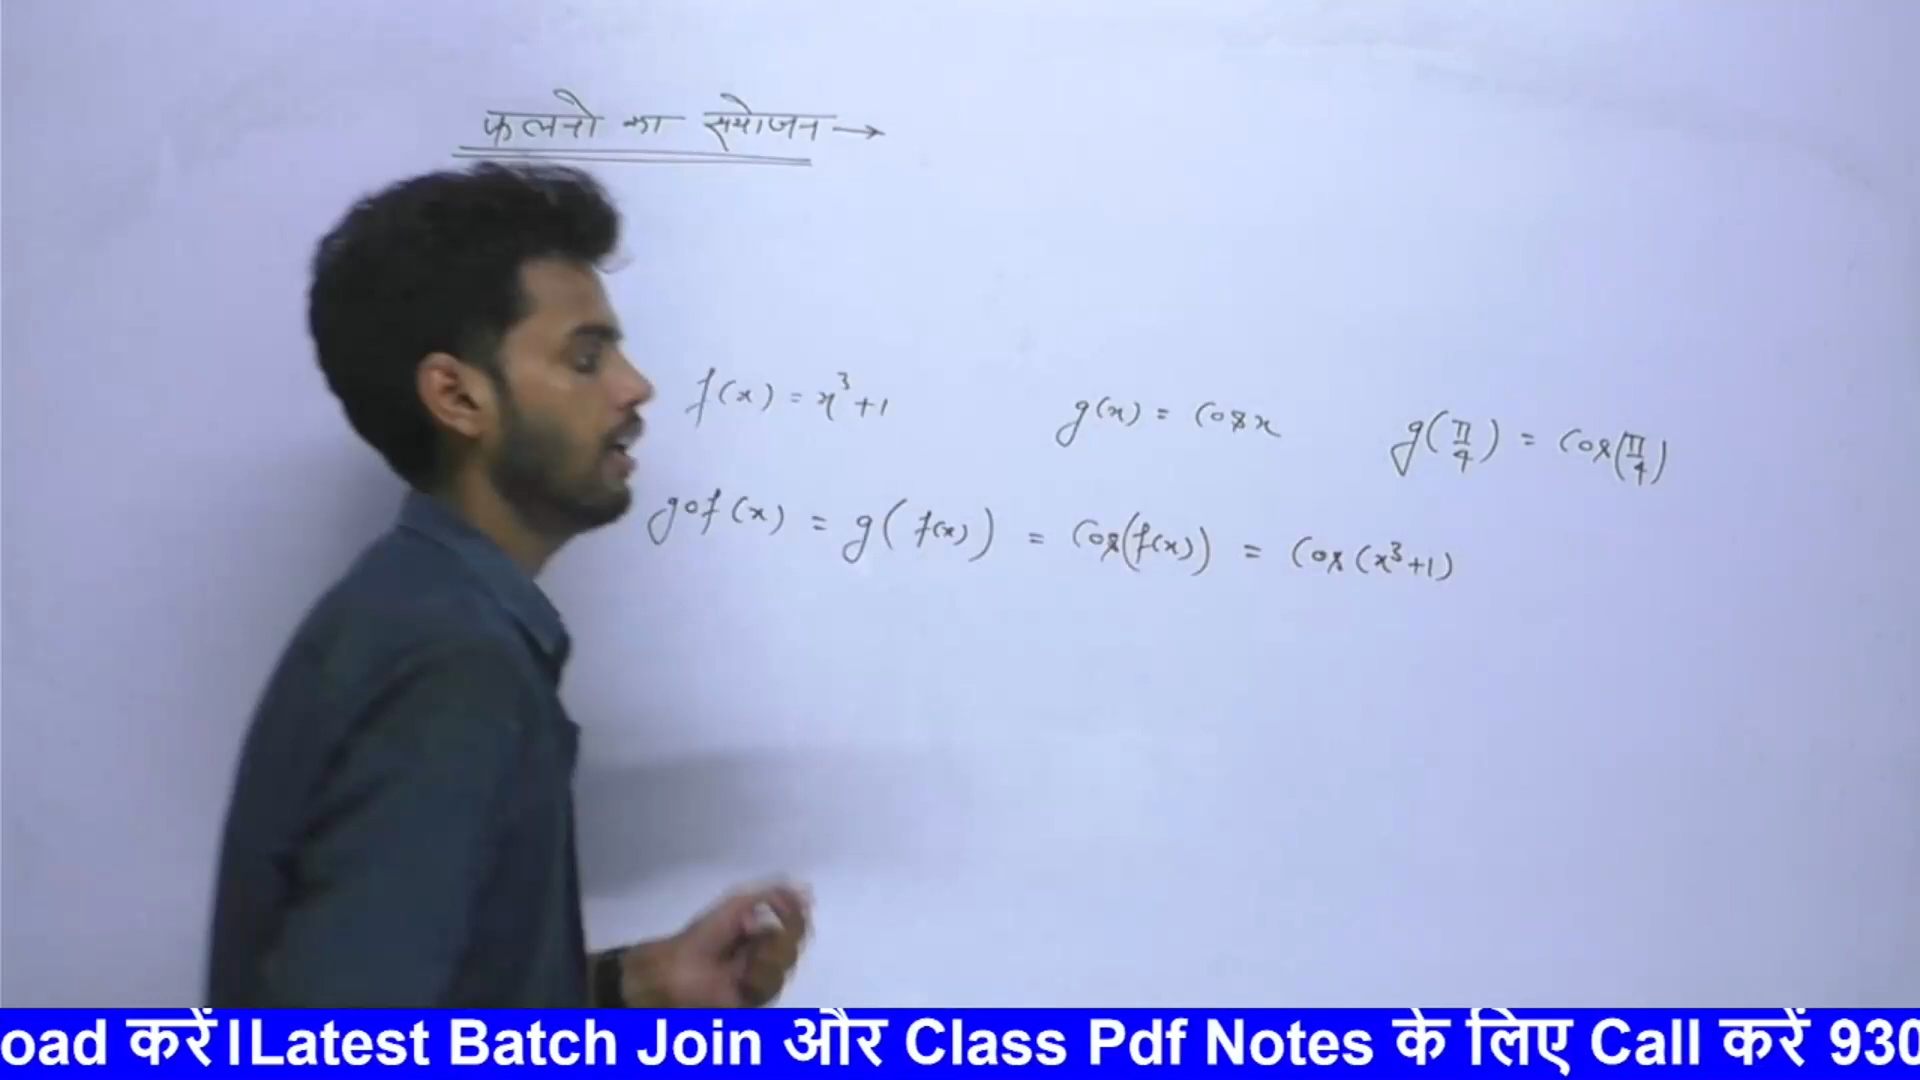 फलनो का संयोजन →
f(x) = x³+1 g(x) = Cosx g(π/4) = Cos(π/4)
gof(x) = g(f(x)) = Cos(f(x)) = Cos(x³+1)
oad करें।Latest Batch Join और Class Pdf Notes के लिए Call करें 930